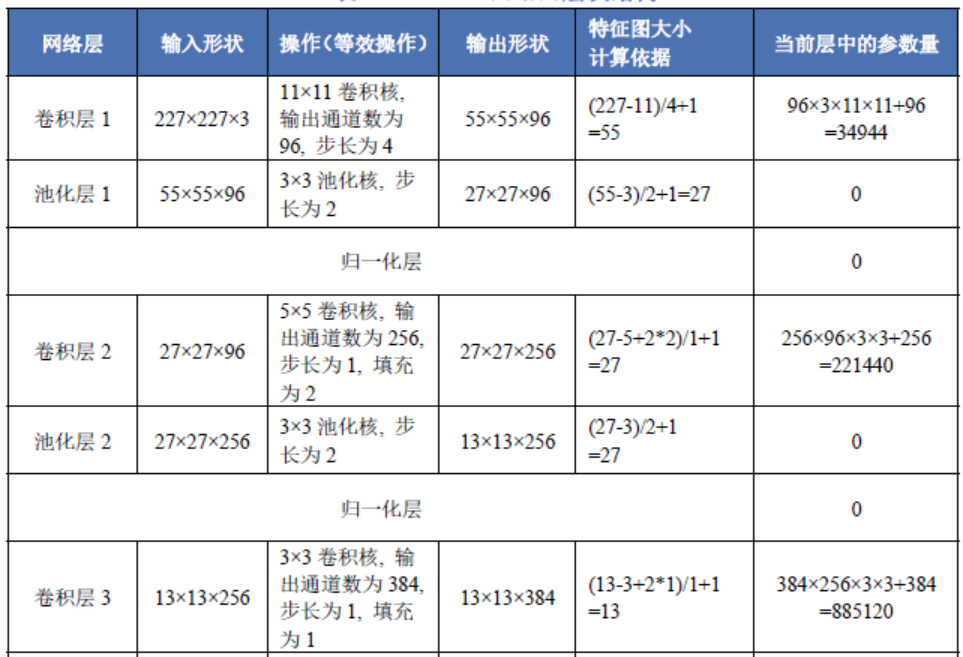 网络层
输入形状
操作（等效操作）
输出形状
特征图大小
计算依据
当前层中的参数量
卷积层 1
227×227×3
11×11 卷积核,
输出通道数为
96, 步长为 4
55×55×96
(227-11)/4+1
=55
96×3×11×11+96
=34944
池化层 1
55×55×96
3×3 池化核, 步
长为 2
27×27×96
(55-3)/2+1=27
0
归一化层
0
卷积层 2
27×27×96
5×5 卷积核, 输
出通道数为 256,
步长为 1, 填充
为 2
27×27×256
(27-5+2*2)/1+1
=27
256×96×3×3+256
=221440
池化层 2
27×27×256
3×3 池化核, 步
长为 2
13×13×256
(27-3)/2+1
=27
0
归一化层
0
卷积层 3
13×13×256
3×3 卷积核, 输
出通道数为 384,
步长为 1, 填充
为 1
13×13×384
(13-3+2*1)/1+1
=13
384×256×3×3+384
=885120